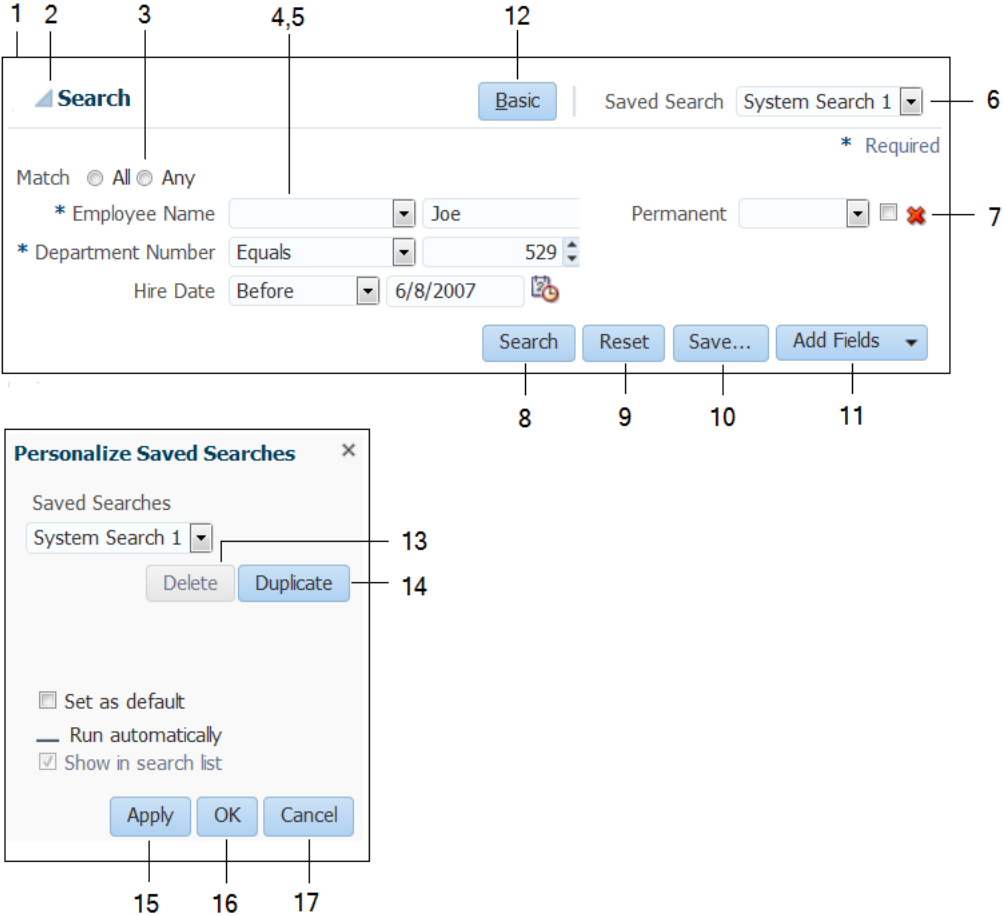 1 2 3 4,5 12
Search Basic Saved Search System Search 1 6
* Required
Match All Any
* Employee Name Joe Permanent 7
* Department Number Equals 529
Hire Date Before 6/8/2007
Search Reset Save... Add Fields
8 9 10 11
Personalize Saved Searches
Saved Searches
System Search 1
13
Delete Duplicate 14
Set as default
Run automatically
Show in search list
Apply OK Cancel
15 16 17